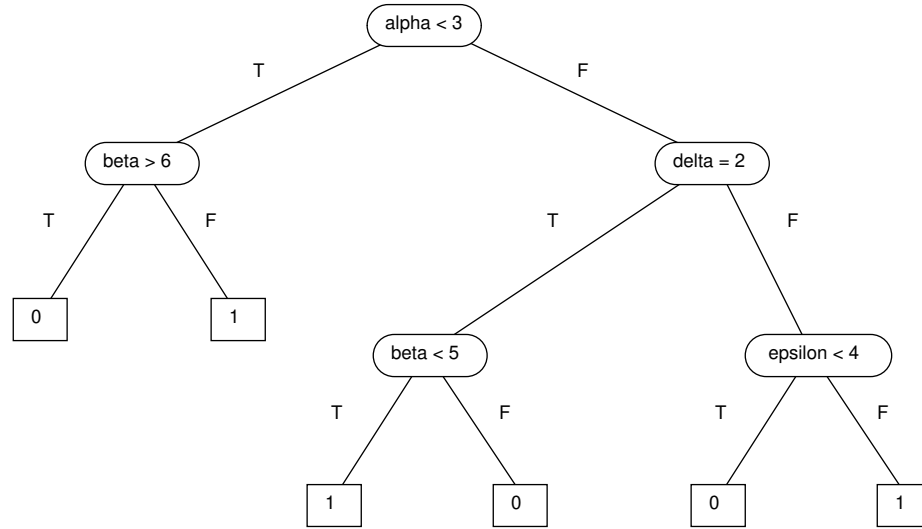 alpha < 3
T
F
beta > 6
delta = 2
T
F
T
F
0
1
beta < 5
epsilon < 4
T
F
T
F
1
0
0
1